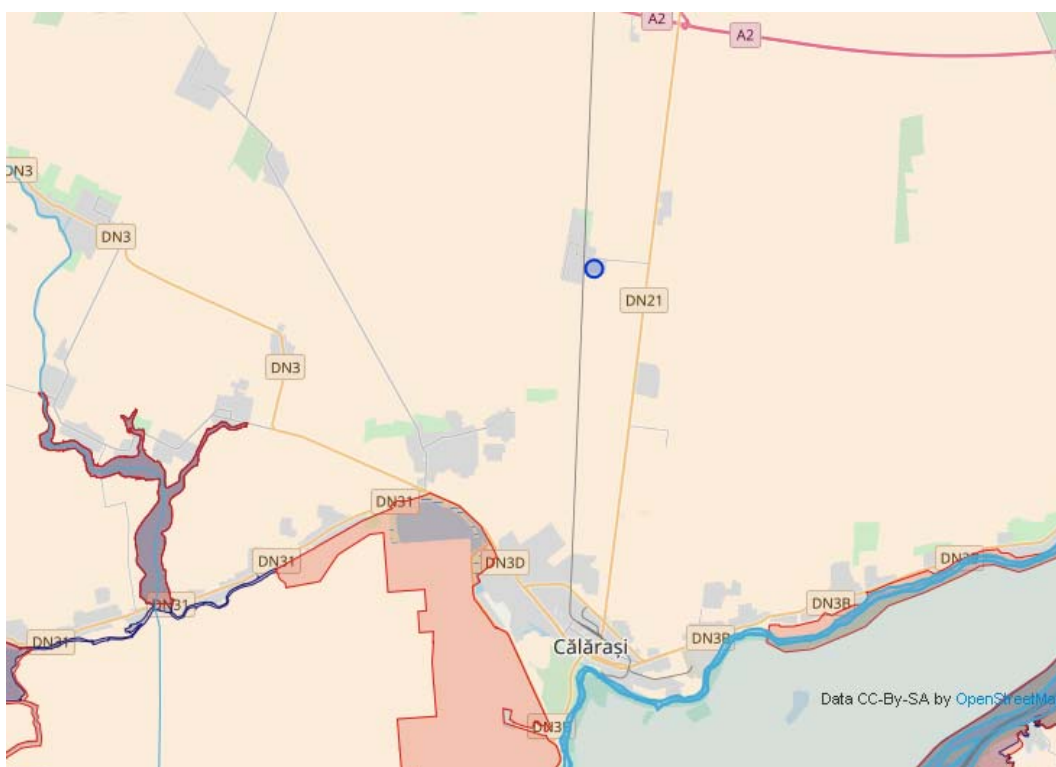 A2
A2
DN3
DN3
DN21
DN3
DN31
DN31
DN3D
DN3B
DN31
DN3B
DN31
Călărași
Data CC-By-SA by OpenStreetMa